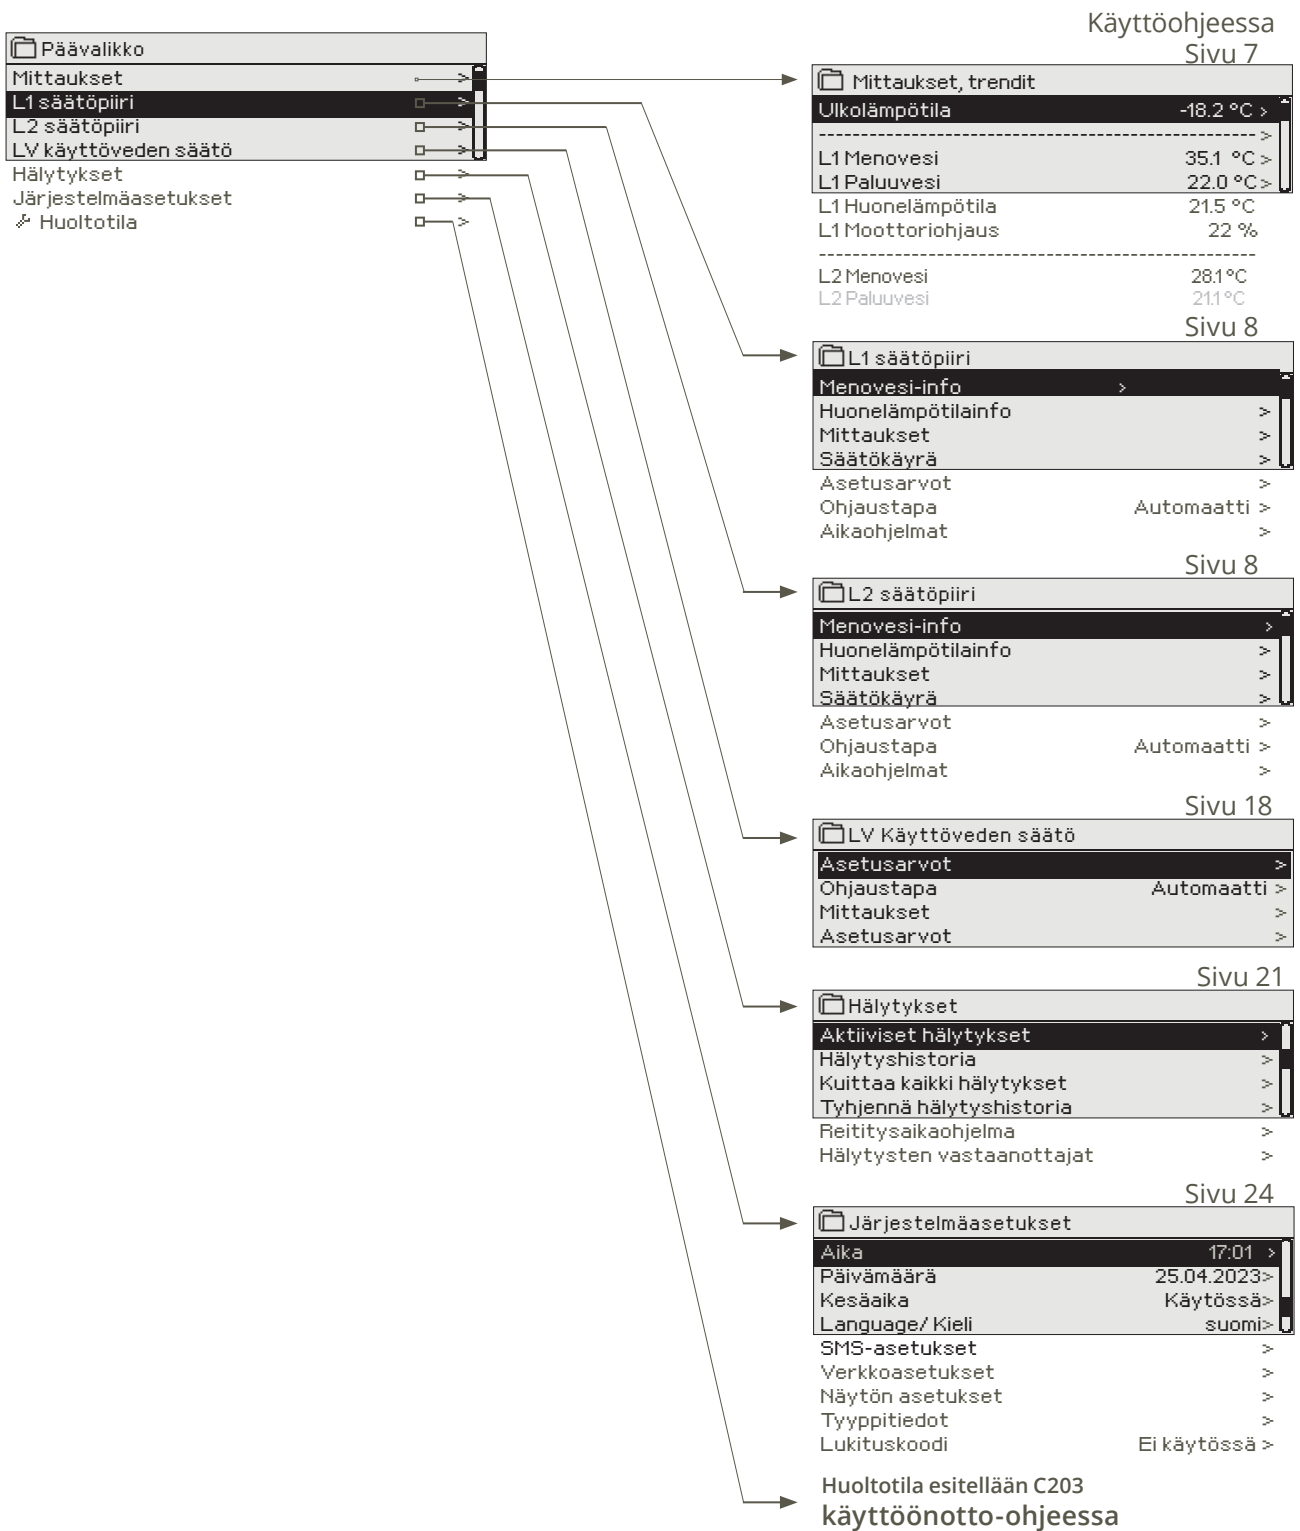 Päävalikko
Mittaukset >
L1 säätöpiiri >
L2 säätöpiiri >
LV käyttöveden säätö >
Hälytykset >
Järjestelmäasetukset >
Huoltotila >
Käyttöohjeessa
Sivu 7
Mittaukset, trendit
Ulkolämpötila -18.2 °C >
------------------------------------------------ >
L1 Menovesi 35.1 °C >
L1 Paluuvesi 22.0 °C >
L1 Huonelämpötila 21.5 °C
L1 Moottoriohjaus 22 %
------------------------------------------------
L2 Menovesi 28.1 °C
L2 Paluuvesi 21.1 °C
Sivu 8
L1 säätöpiiri
Menovesi-info >
Huonelämpötilainfo >
Mittaukset >
Säätökäyrä >
Asetusarvot >
Ohjaustapa Automaatti >
Aikaohjelmat >
Sivu 8
L2 säätöpiiri
Menovesi-info >
Huonelämpötilainfo >
Mittaukset >
Säätökäyrä >
Asetusarvot >
Ohjaustapa Automaatti >
Aikaohjelmat >
Sivu 18
LV Käyttöveden säätö
Asetusarvot >
Ohjaustapa Automaatti >
Mittaukset >
Asetusarvot >
Sivu 21
Hälytykset
Aktiiviset hälytykset >
Hälytyshistoria >
Kuittaa kaikki hälytykset >
Tyhjennä hälytyshistoria >
Reititysaikaohjelma >
Hälytysten vastaanottajat >
Sivu 24
Järjestelmäasetukset
Aika 17:01 >
Päivämäärä 25.04.2023>
Kesäaika Käytössä>
Language/ Kieli suomi>
SMS-asetukset >
Verkkoasetukset >
Näytön asetukset >
Tyyppitiedot >
Lukituskoodi Ei käytössä >
Huoltotila esitellään C203
käyttöönotto-ohjeessa